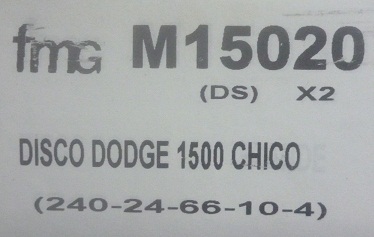 fmg M15020
(DS) X2
DISCO DODGE 1500 CHICO
(240-24-66-10-4)